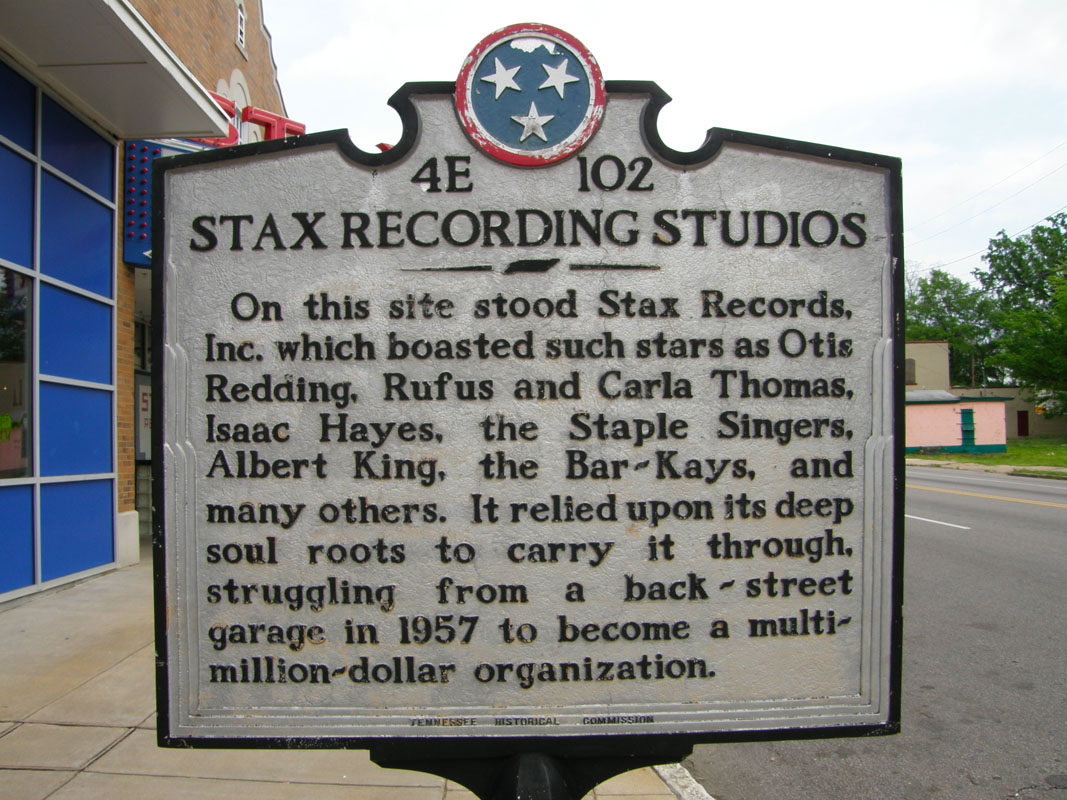 4E 102
STAX RECORDING STUDIOS
On this site stood Stax Records,
Inc. which boasted such stars as Otis
Redding, Rufus and Carla Thomas,
Isaac Hayes, the Staple Singers,
Albert King, the Bar-Kays, and
many others. It relied upon its deep
soul roots to carry it through,
struggling from a back-street
garage in 1957 to become a multi-
million-dollar organization.
TENNESSEE HISTORICAL COMMISSION